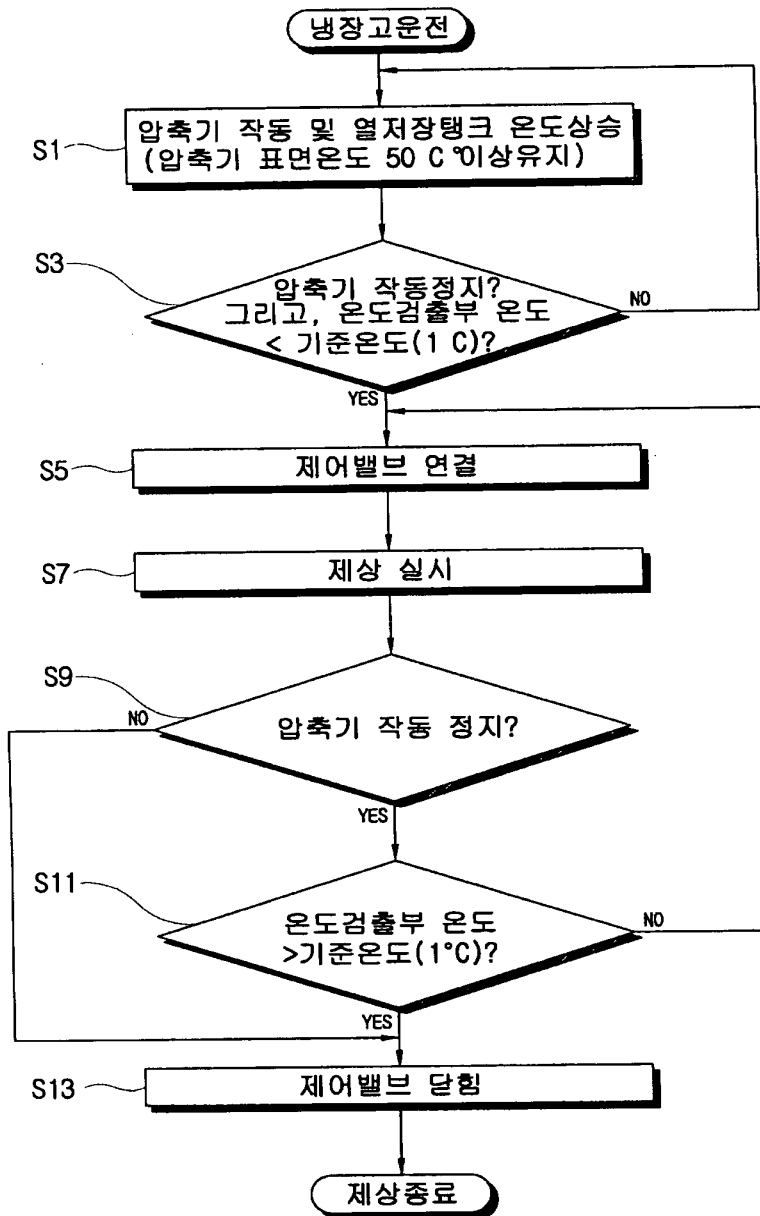 냉장고운전
S1
압축기 작동 및 열저장탱크 온도상승
(압축기 표면온도 50 C°이상유지)
S3
압축기 작동정지?
그리고, 온도검출부 온도
< 기준온도(1 C)?
NO
YES
S5
제어밸브 연결
S7
제상 실시
S9
NO
압축기 작동 정지?
YES
S11
온도검출부 온도
>기준온도(1°C)?
NO
YES
S13
제어밸브 닫힘
제상종료